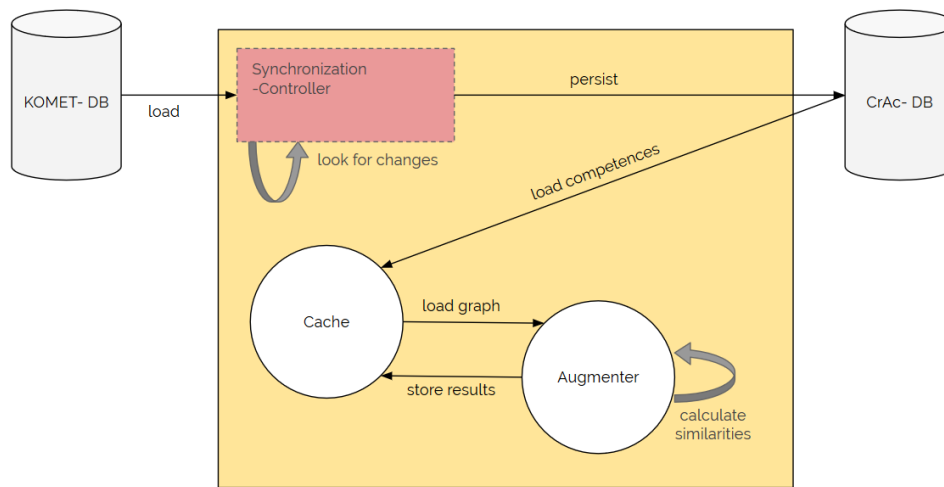 Synchronization
-Controller
persist
KOMET- DB
CrAc- DB
load
look for changes
load competences
load graph
Cache
Augmenter
store results
calculate
similarities